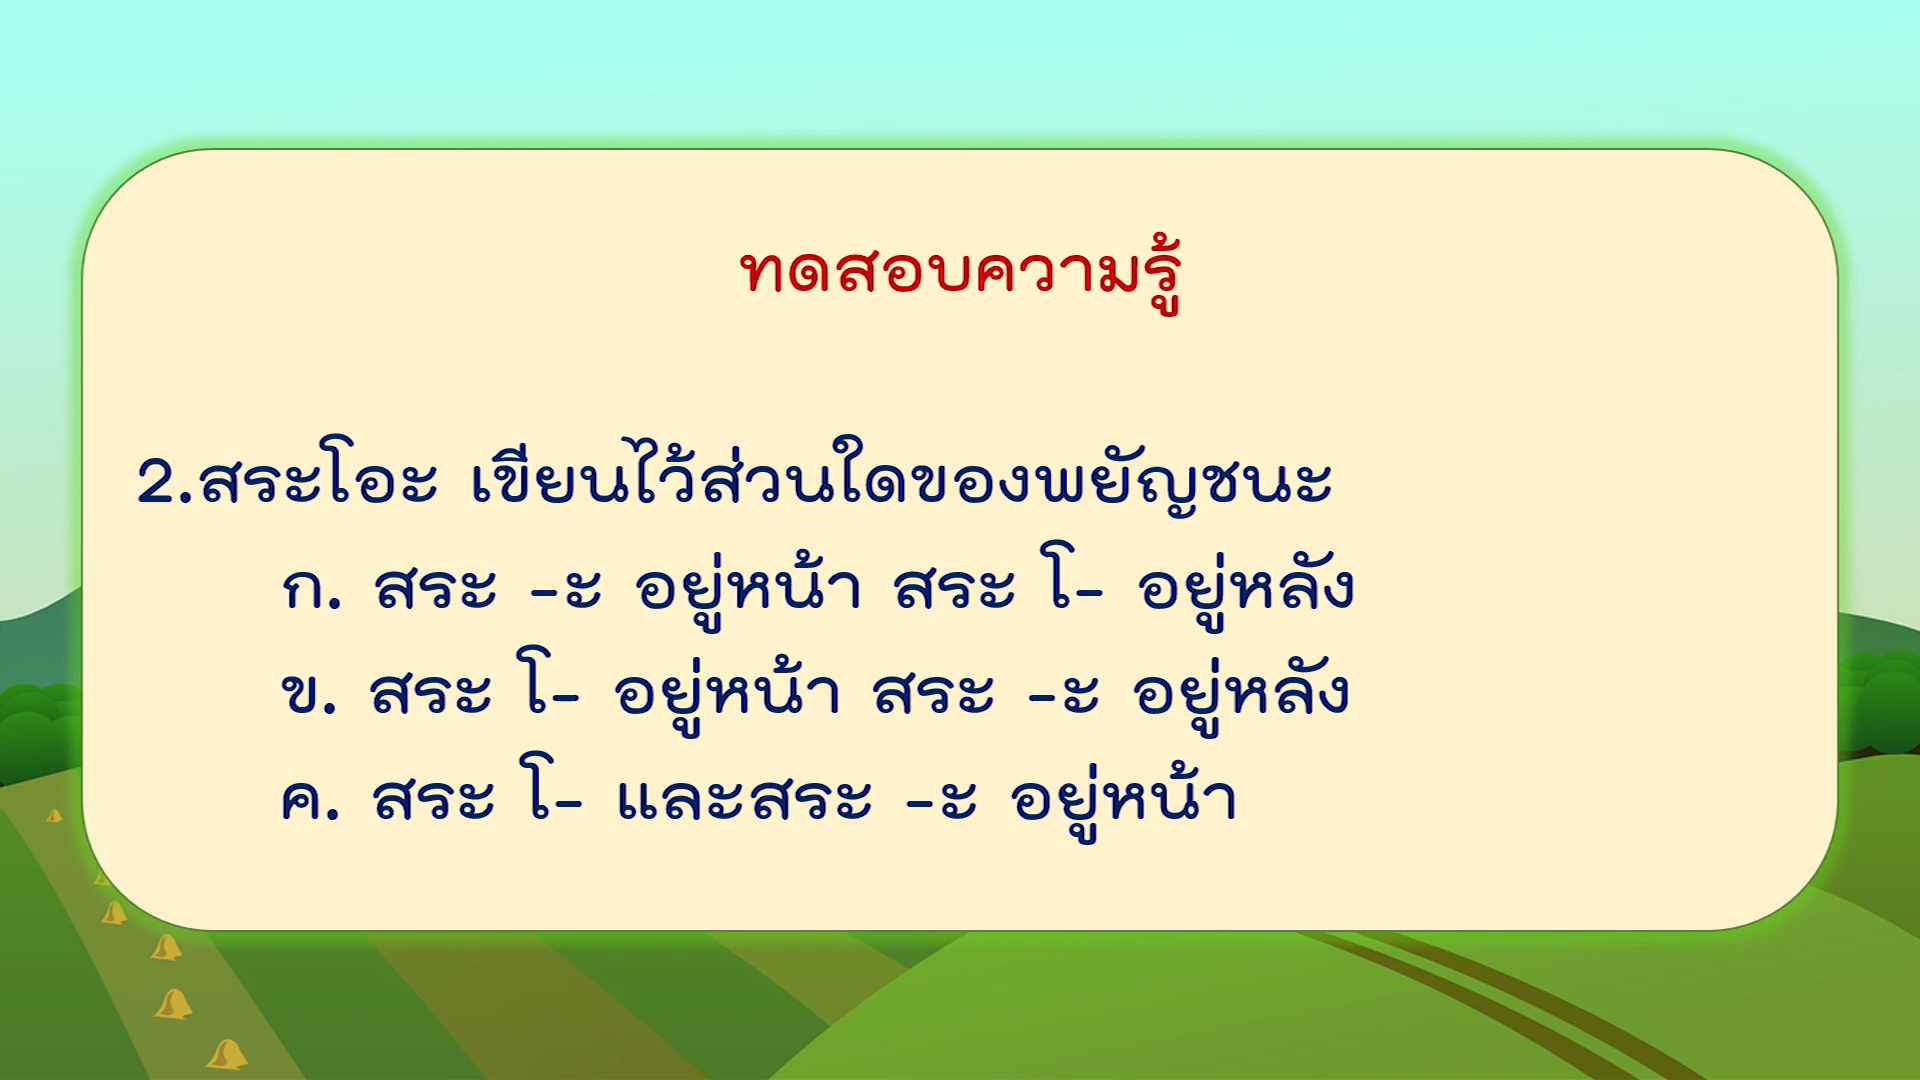 ทดสอบความรู้
2.สระโอะ เขียนไว้ส่วนใดของพยัญชนะ
ก. สระ -ะ อยู่หน้า สระ โ- อยู่หลัง
ข. สระ โ- อยู่หน้า สระ -ะ อยู่หลัง
ค. สระ โ- และสระ -ะ อยู่หน้า